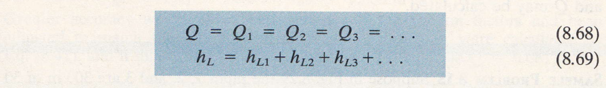 Q = Q₁ = Q₂ = Q₃ = . . . (8.68)
h_L = h_L1 + h_L2 + h_L3 + . . . (8.69)